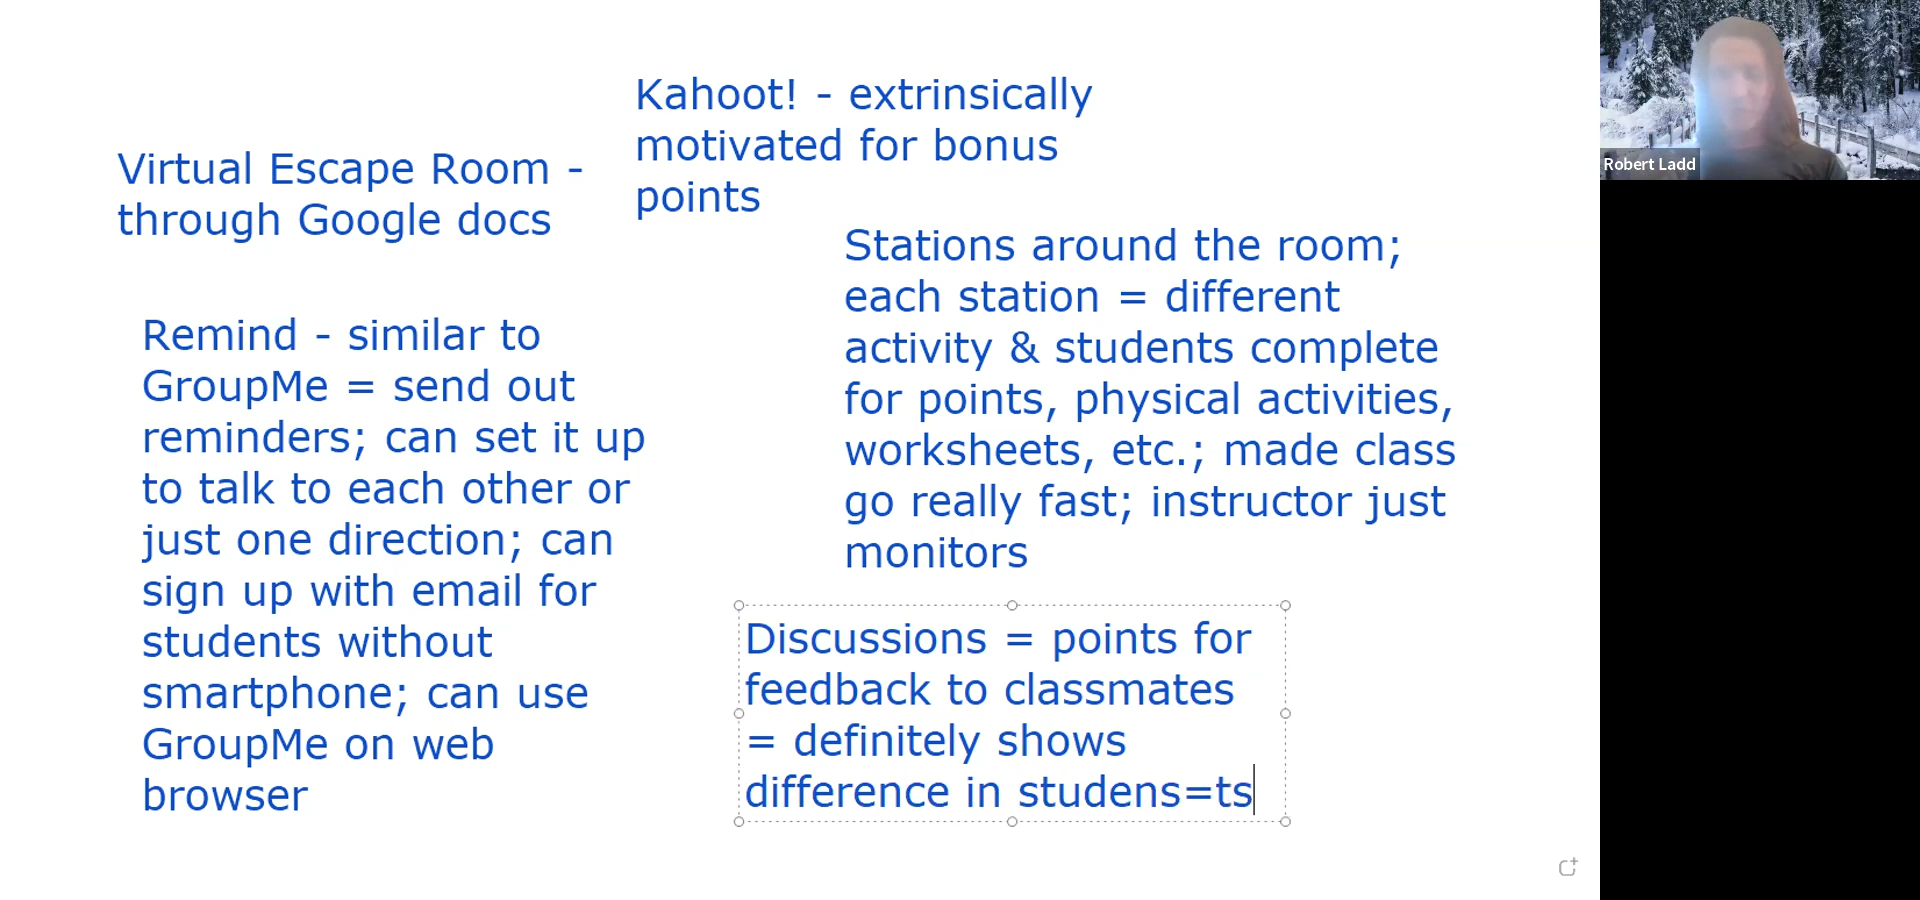 Kahoot! - extrinsically
motivated for bonus
points
Virtual Escape Room -
through Google docs
Stations around the room;
each station = different
activity & students complete
for points, physical activities,
worksheets, etc.; made class
go really fast; instructor just
monitors
Remind - similar to
GroupMe = send out
reminders; can set it up
to talk to each other or
just one direction; can
sign up with email for
students without
smartphone; can use
GroupMe on web
browser
Discussions = points for
feedback to classmates
= definitely shows
difference in studens=ts
Robert Ladd